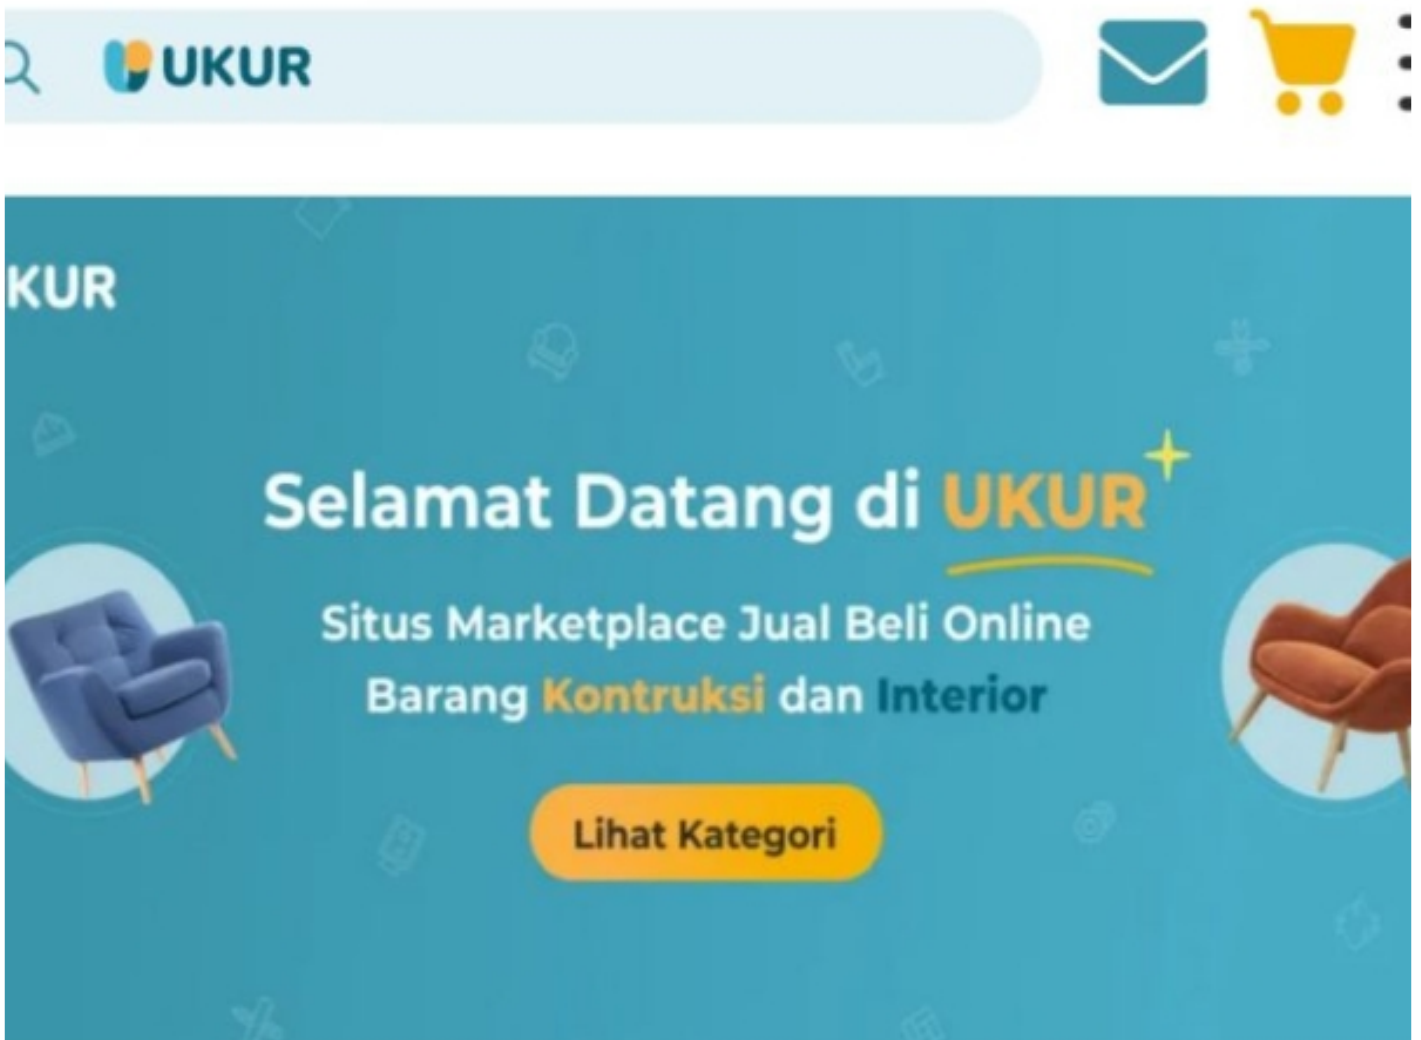 UKUR
KUR
Selamat Datang di UKUR
Situs Marketplace Jual Beli Online
Barang Kontruksi dan Interior
Lihat Kategori